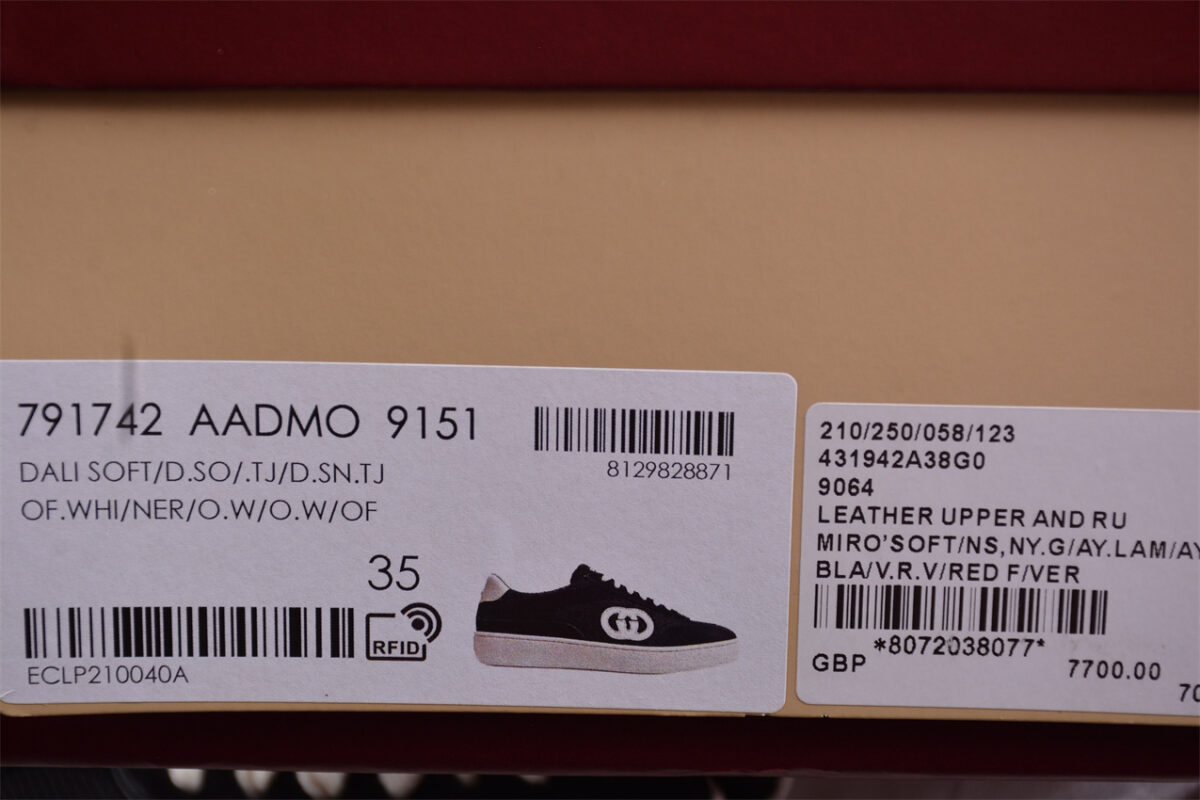 791742 AADMO 9151
8129828871
DALI SOFT/D.SO/.TJ/D.SN.TJ
OF.WHI/NER/O.W/O.W/OF
35
RFID
ECLP210040A
210/250/058/123
431942A38G0
9064
LEATHER UPPER AND RU
MIRO'SOFT/NS,NY.G/AY.LAM/AY
BLA/V.R.V/RED F/VER
*8072038077*
GBP 7700.00
70